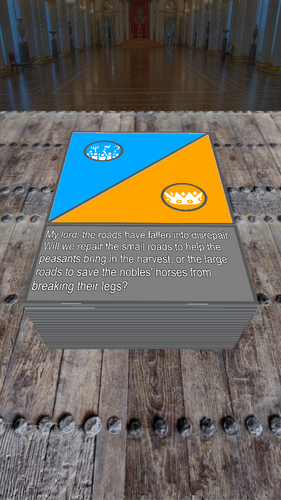 My lord, the roads have fallen into disrepair.
Will we repair the small roads to help the
peasants bring in the harvest, or the large
roads to save the nobles' horses from
breaking their legs?